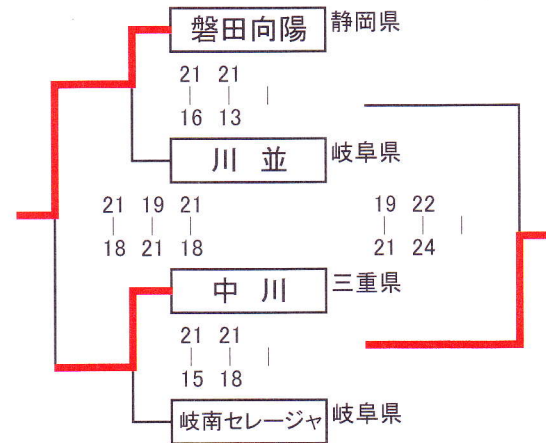 磐田向陽 静岡県
21 21
| | |
16 13
川並 岐阜県
21 19 21 19 22
| | | | | |
18 21 18 21 24
中川 三重県
21 21
| | |
15 18
岐南セレージャ 岐阜県